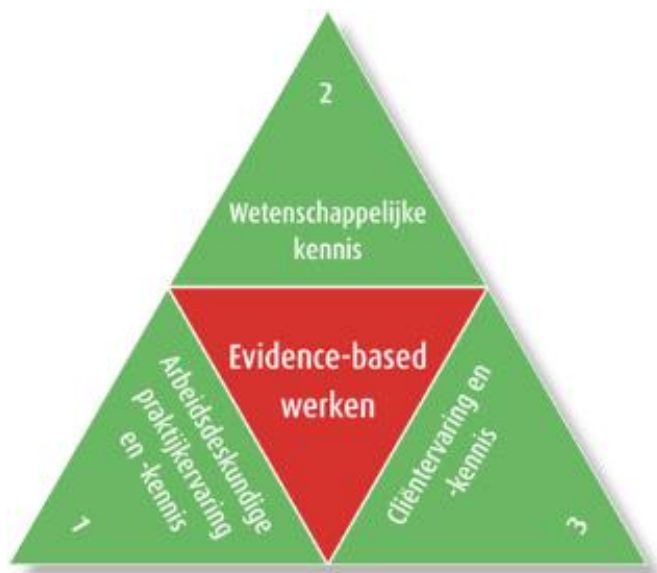 2
Wetenschappelijke
kennis
Evidence-based
werken
Arbeidsdeskundige
praktijkervaring
en -kennis
1
Cliëntervaring en
-kennis
3